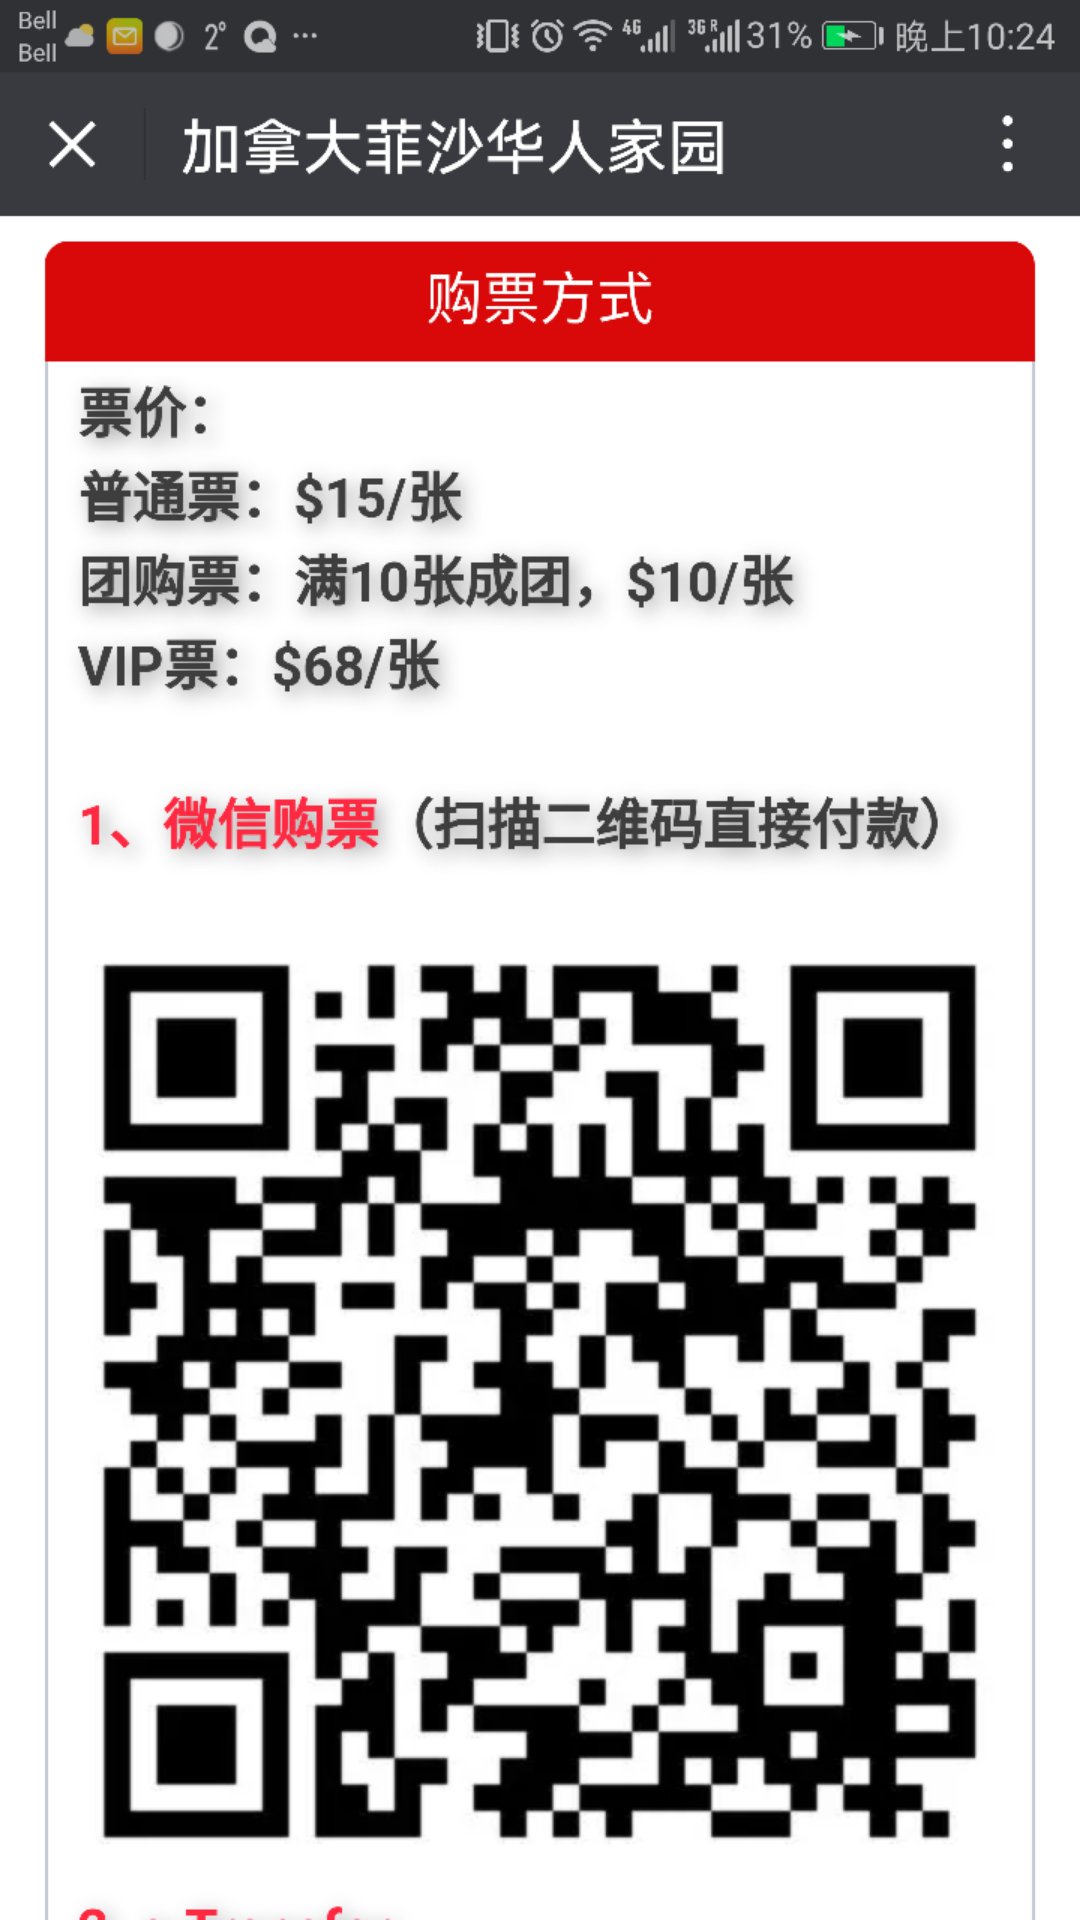 Bell
Bell
2°
4G
3G R
31%
晚上10:24
加拿大菲沙华人家园
购票方式
票价：
普通票：$15/张
团购票：满10张成团，$10/张
VIP票：$68/张
1、微信购票（扫描二维码直接付款）